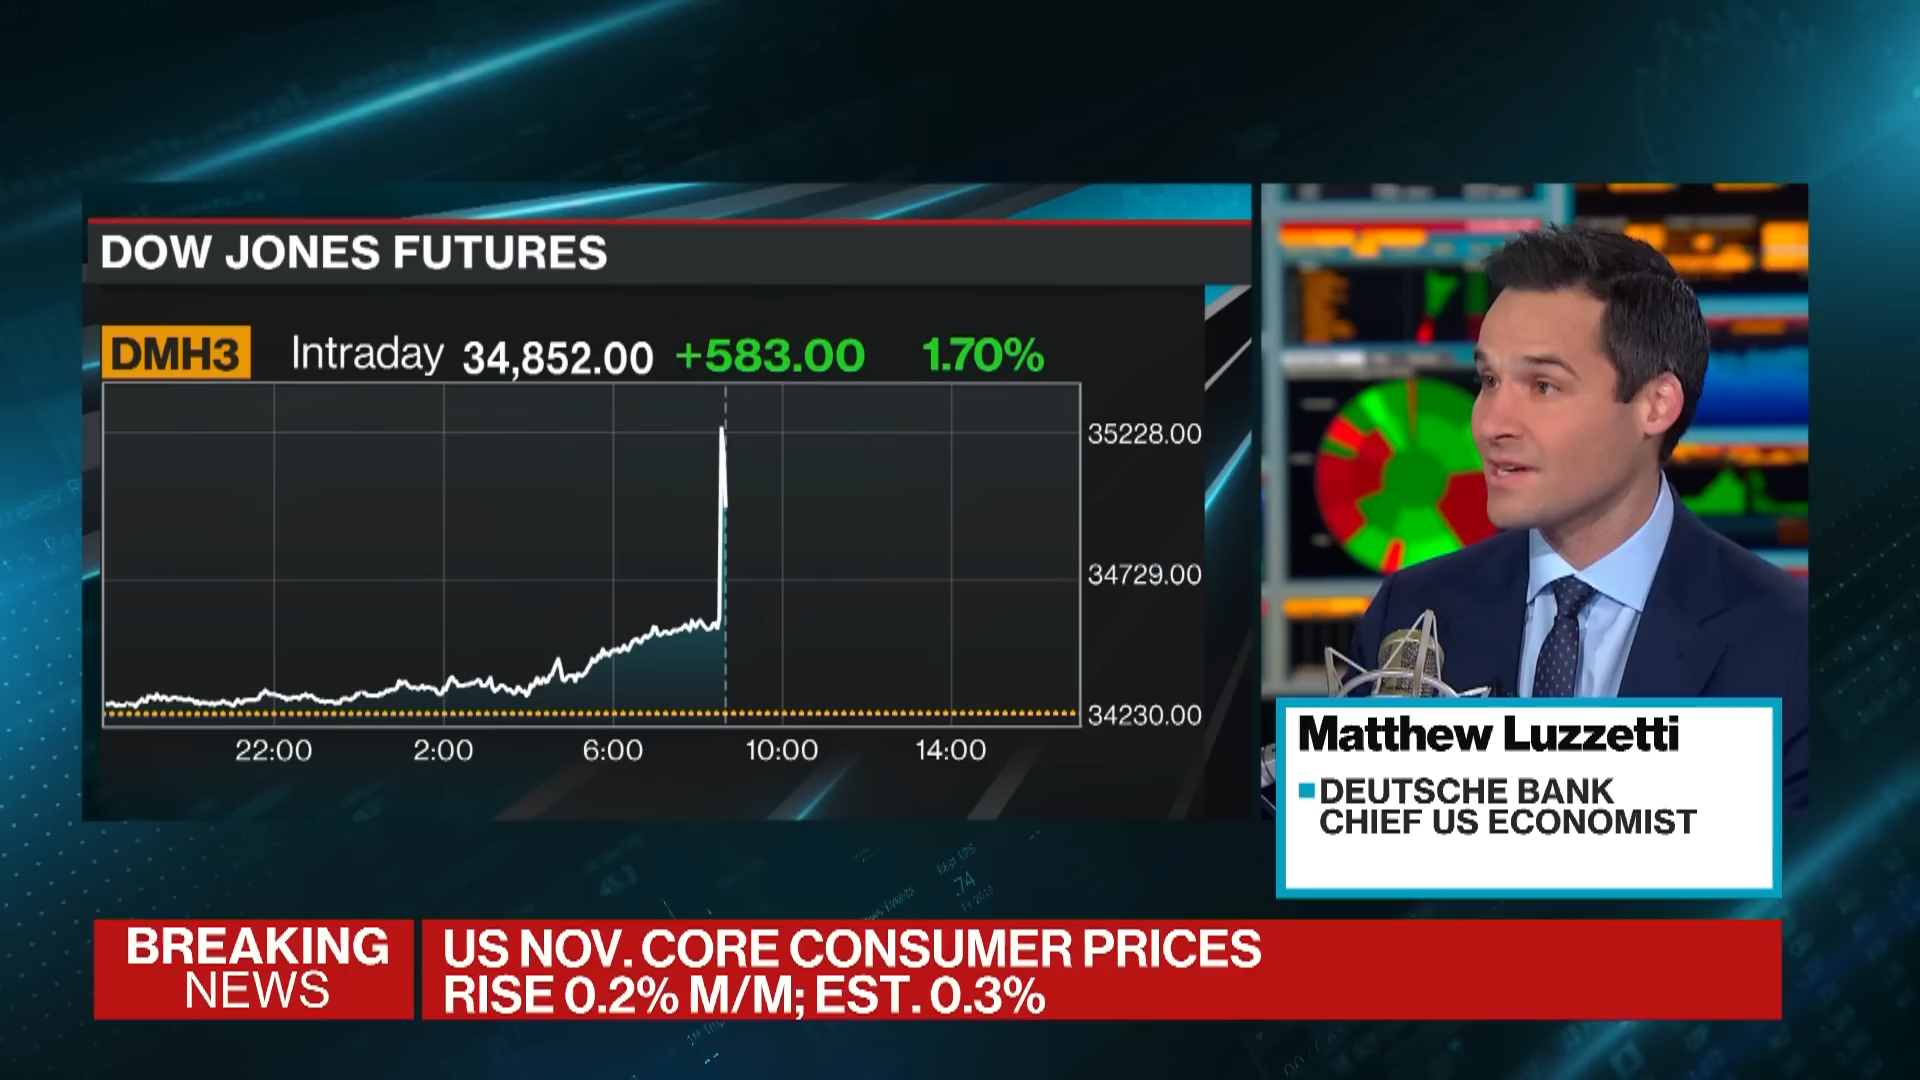 DOW JONES FUTURES
DMH3 Intraday 34,852.00 +583.00 1.70%
35228.00
34729.00
34230.00
22:00 2:00 6:00 10:00 14:00
Matthew Luzzetti
DEUTSCHE BANK
CHIEF US ECONOMIST
BREAKING
NEWS
US NOV. CORE CONSUMER PRICES
RISE 0.2% M/M; EST. 0.3%